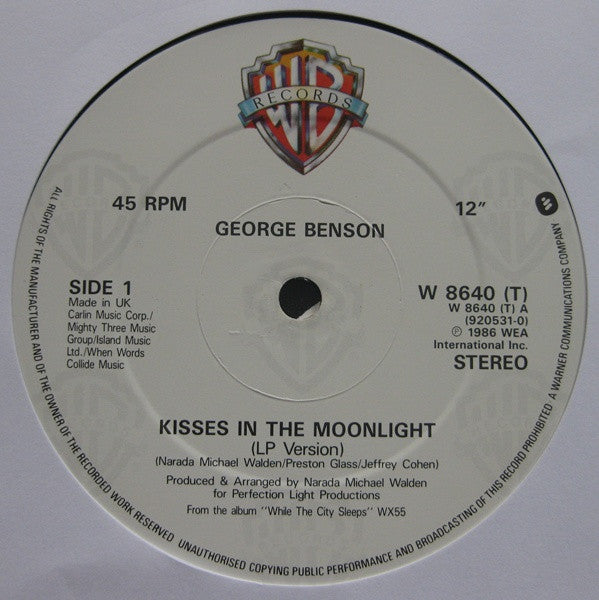 WB
RECORDS
45 RPM
12"
GEORGE BENSON
SIDE 1
Made in UK
Carlin Music Corp./
Mighty Three Music
Group/Island Music
Ltd./When Words
Collide Music
W 8640 (T)
W 8640 (T) A
(920531-0)
℗ 1986 WEA
International Inc.
STEREO
KISSES IN THE MOONLIGHT
(LP Version)
(Narada Michael Walden/Preston Glass/Jeffrey Cohen)
Produced & Arranged by Narada Michael Walden
for Perfection Light Productions
From the album "While The City Sleeps" WX55
ALL RIGHTS OF THE MANUFACTURER AND OF THE OWNER OF THE RECORDED WORK RESERVED UNAUTHORISED COPYING PUBLIC PERFORMANCE AND BROADCASTING OF THIS RECORD PROHIBITED A WARNER COMMUNICATIONS COMPANY